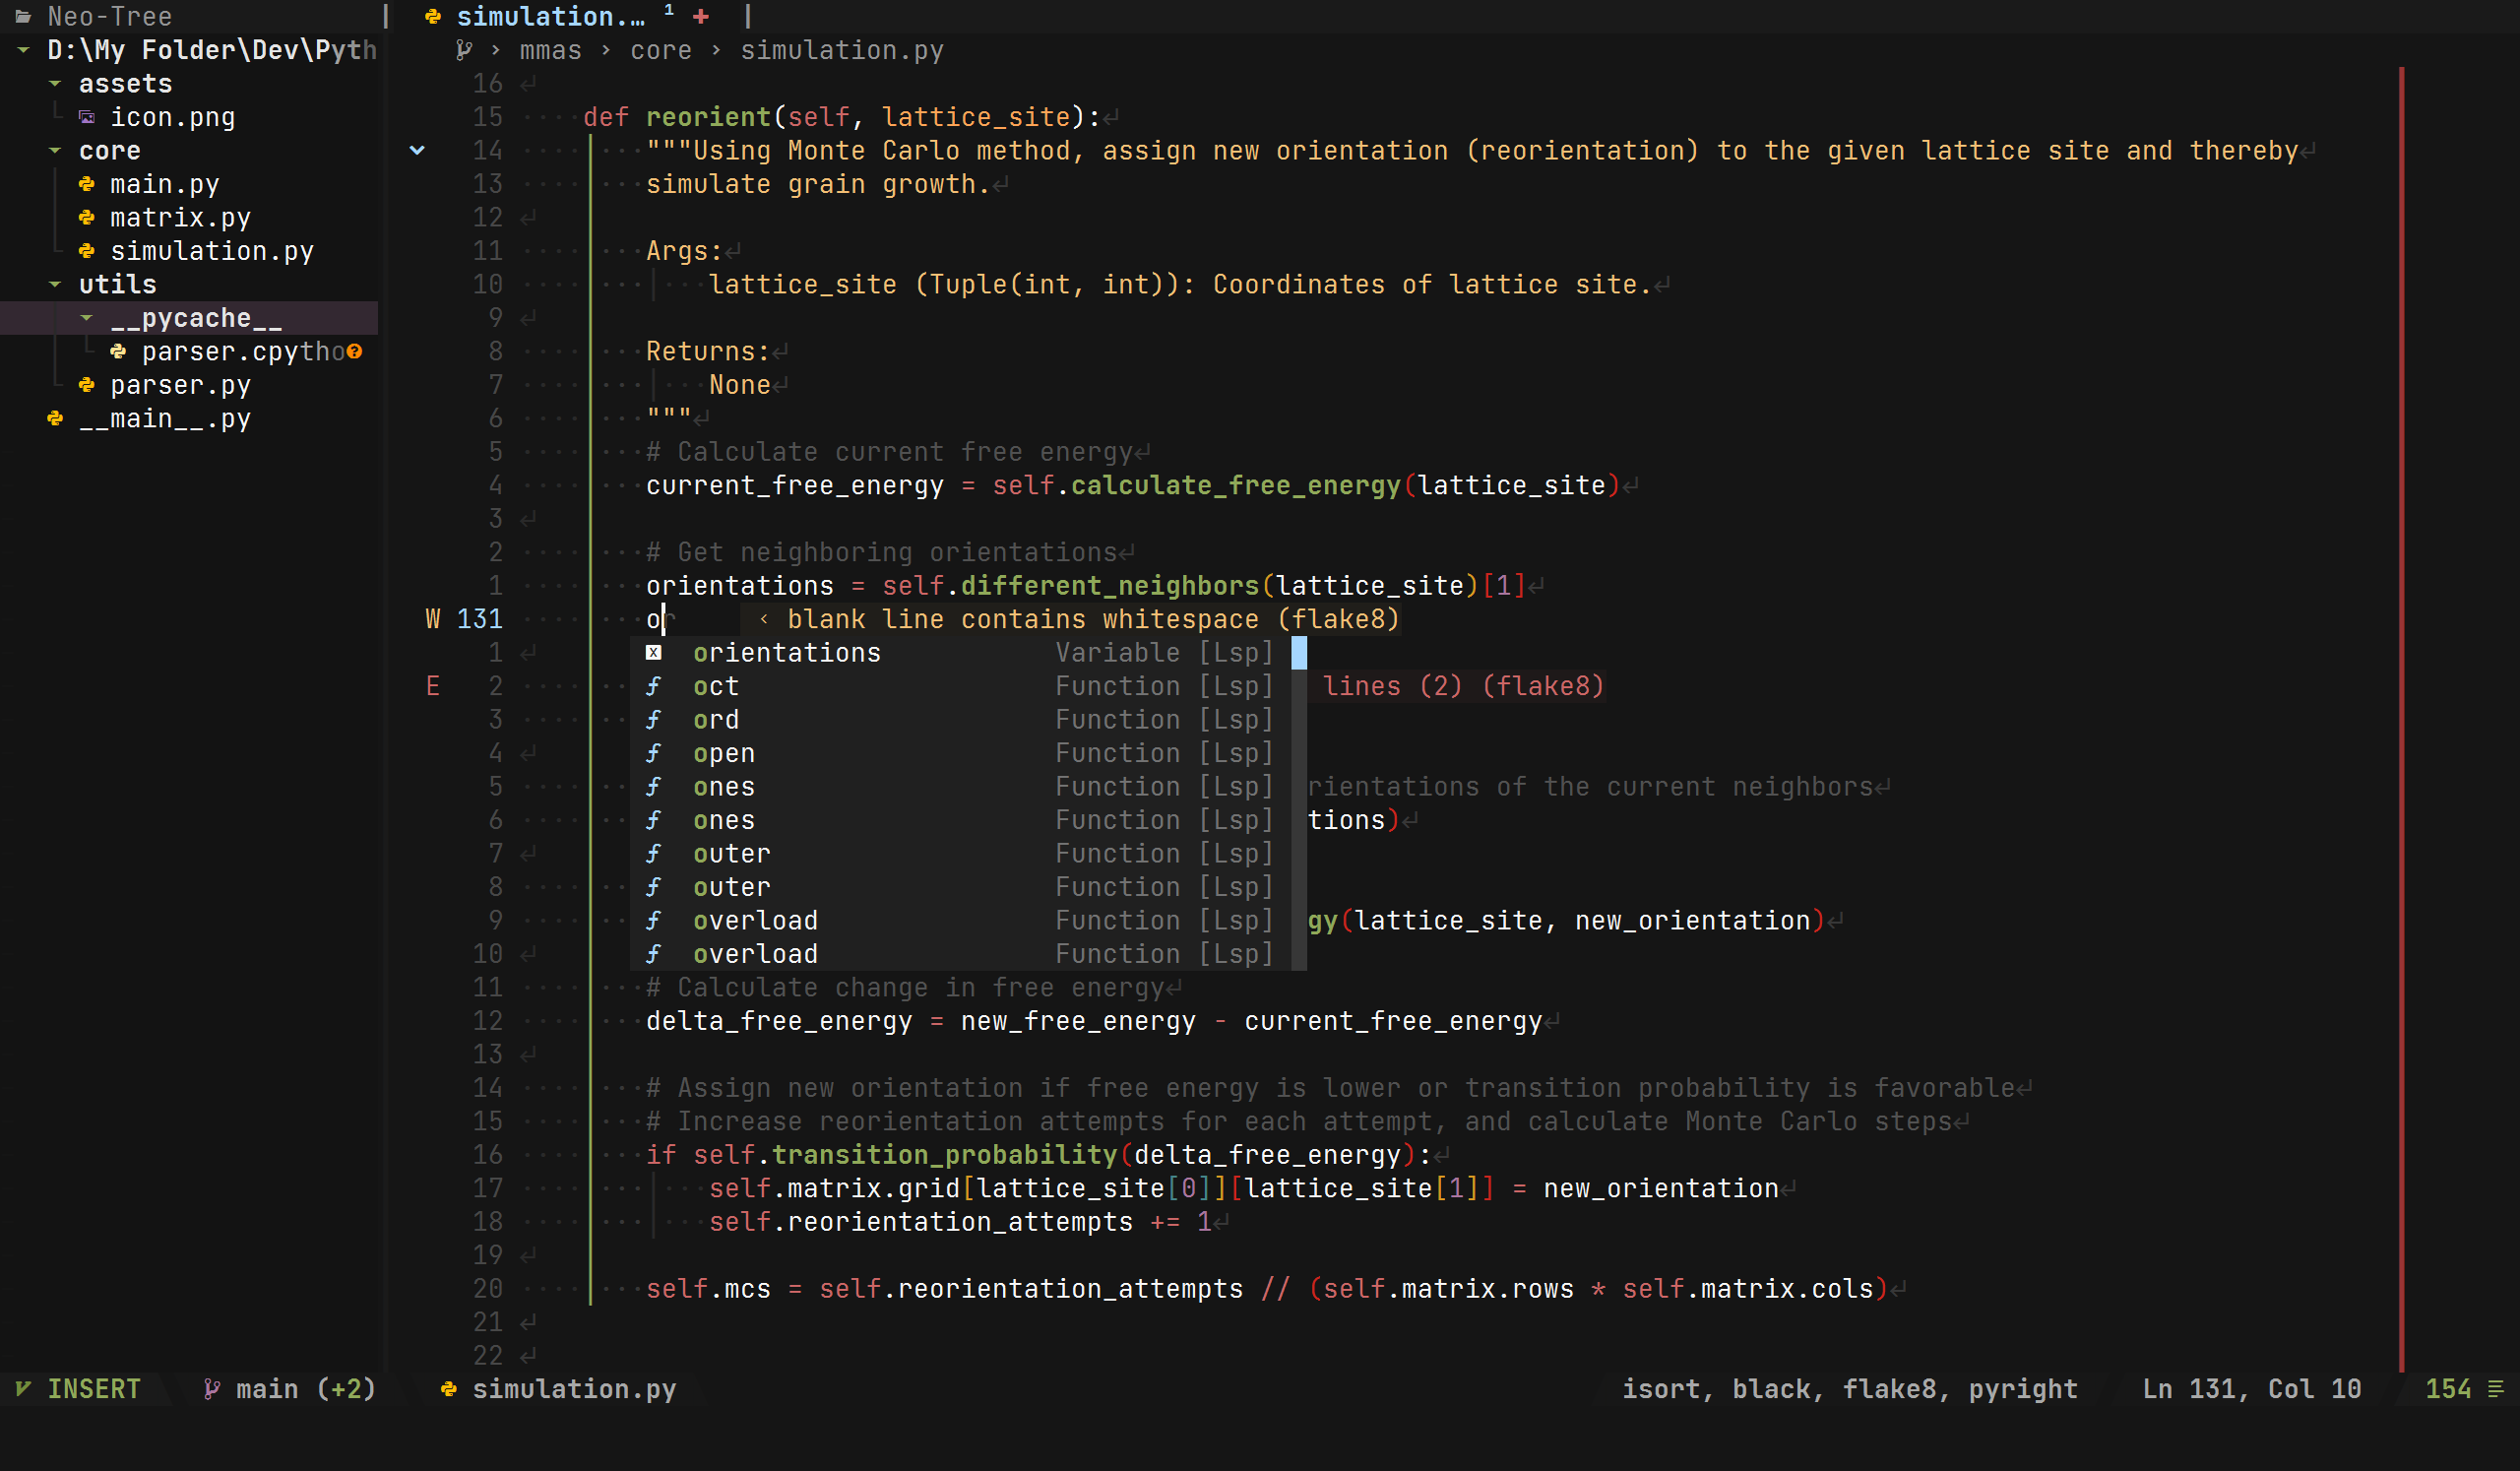 Neo-Tree
D:\My Folder\Dev\Pyth
assets
icon.png
core
main.py
matrix.py
simulation.py
utils
__pycache__
parser.cpytho
parser.py
__main__.py
simulation.… 1 +
› mmas › core › simulation.py
16
15 def reorient(self, lattice_site):
14 """Using Monte Carlo method, assign new orientation (reorientation) to the given lattice site and thereby
13 simulate grain growth.
12
11 Args:
10 lattice_site (Tuple(int, int)): Coordinates of lattice site.
9
8 Returns:
7 None
6 """
5 # Calculate current free energy
4 current_free_energy = self.calculate_free_energy(lattice_site)
3
2 # Get neighboring orientations
1 orientations = self.different_neighbors(lattice_site)[1]
W 131 or ‹ blank line contains whitespace (flake8)
1 orientations Variable [Lsp]
E 2 oct Function [Lsp] lines (2) (flake8)
3 ord Function [Lsp]
4 open Function [Lsp]
5 ones Function [Lsp] rientations of the current neighbors
6 ones Function [Lsp] tions)
7 outer Function [Lsp]
8 outer Function [Lsp]
9 overload Function [Lsp] gy(lattice_site, new_orientation)
10 overload Function [Lsp]
11 # Calculate change in free energy
12 delta_free_energy = new_free_energy - current_free_energy
13
14 # Assign new orientation if free energy is lower or transition probability is favorable
15 # Increase reorientation attempts for each attempt, and calculate Monte Carlo steps
16 if self.transition_probability(delta_free_energy):
17 self.matrix.grid[lattice_site[0]][lattice_site[1]] = new_orientation
18 self.reorientation_attempts += 1
19
20 self.mcs = self.reorientation_attempts // (self.matrix.rows * self.matrix.cols)
21
22
INSERT main (+2) simulation.py isort, black, flake8, pyright Ln 131, Col 10 154